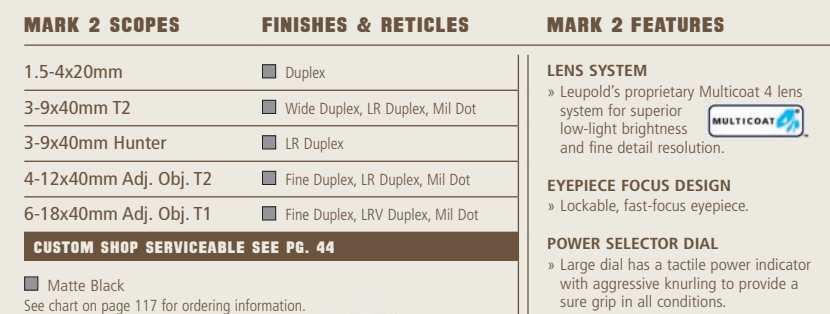 MARK 2 SCOPES
FINISHES & RETICLES
1.5-4x20mm
Duplex
3-9x40mm T2
Wide Duplex, LR Duplex, Mil Dot
3-9x40mm Hunter
LR Duplex
4-12x40mm Adj. Obj. T2
Fine Duplex, LR Duplex, Mil Dot
6-18x40mm Adj. Obj. T1
Fine Duplex, LRV Duplex, Mil Dot
CUSTOM SHOP SERVICEABLE SEE PG. 44
Matte Black
See chart on page 117 for ordering information.
MARK 2 FEATURES
LENS SYSTEM
» Leupold's proprietary Multicoat 4 lens
system for superior
low-light brightness
and fine detail resolution.
MULTICOAT 4
EYEPIECE FOCUS DESIGN
» Lockable, fast-focus eyepiece.
POWER SELECTOR DIAL
» Large dial has a tactile power indicator
with aggressive knurling to provide a
sure grip in all conditions.